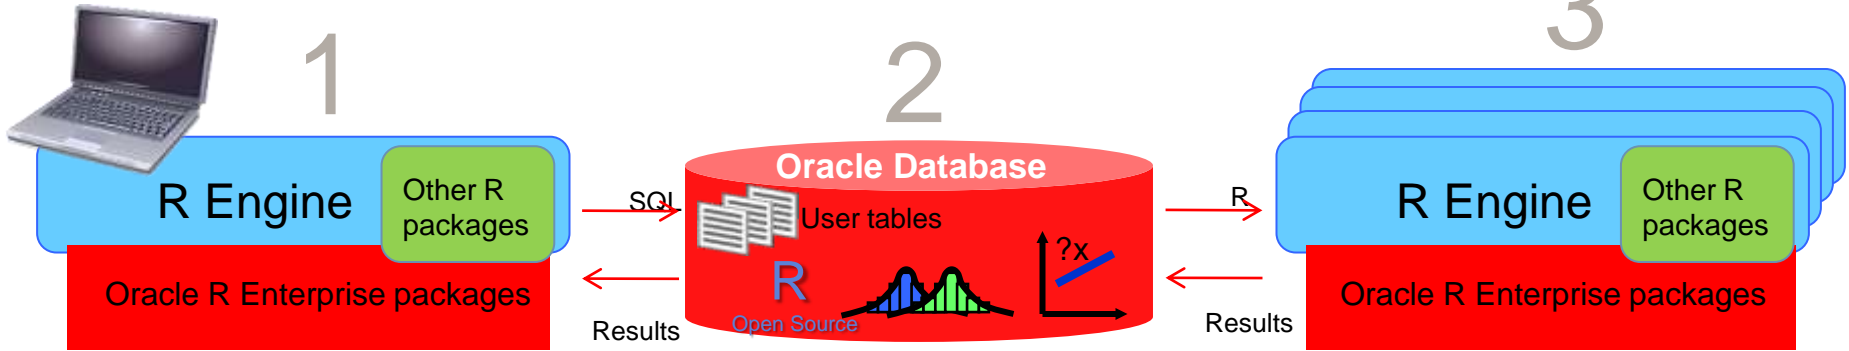 1
2
3
R Engine
Other R
packages
Oracle R Enterprise packages
SQL
Results
Oracle Database
User tables
?x
R
Open Source
R
Results
R Engine
Other R
packages
Oracle R Enterprise packages